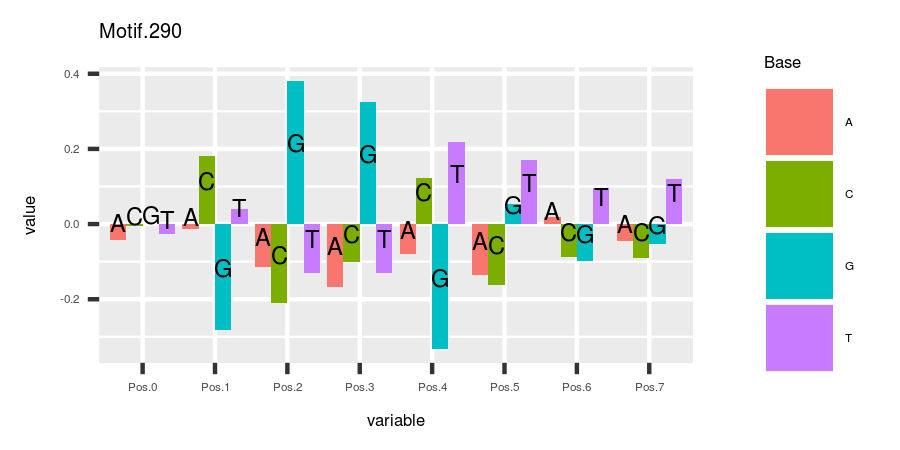 Motif.290
Base
0.4
0.2
0.0
-0.2
value
A C G T A C G T A C G T A C G T A C G T A C G T A C G T A C G T
Pos.0 Pos.1 Pos.2 Pos.3 Pos.4 Pos.5 Pos.6 Pos.7
variable
A
C
G
T